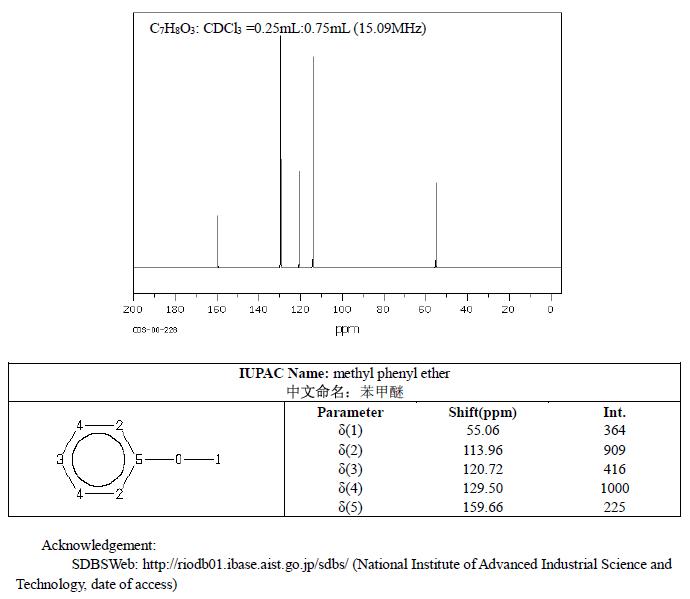 C₇H₈O₃: CDCl₃ =0.25mL:0.75mL (15.09MHz)
200 180 160 140 120 100 80 60 40 20 0
CDS-00-228
ppm
IUPAC Name: methyl phenyl ether
中文命名：苯甲醚
Parameter Shift(ppm) Int.
δ(1) 55.06 364
δ(2) 113.96 909
δ(3) 120.72 416
δ(4) 129.50 1000
δ(5) 159.66 225
4 2
3 5 O 1
4 2
Acknowledgement:
SDBSWeb: http://riodb01.ibase.aist.go.jp/sdbs/ (National Institute of Advanced Industrial Science and
Technology, date of access)